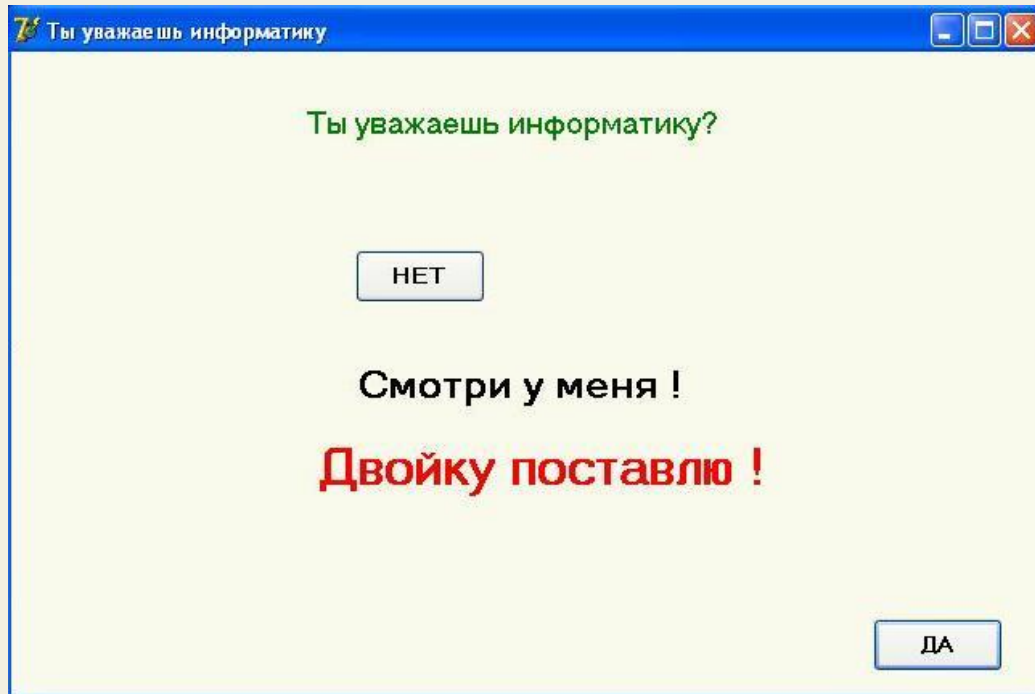 Ты уважаешь информатику
Ты уважаешь информатику?
НЕТ
Смотри у меня !
Двойку поставлю !
ДА